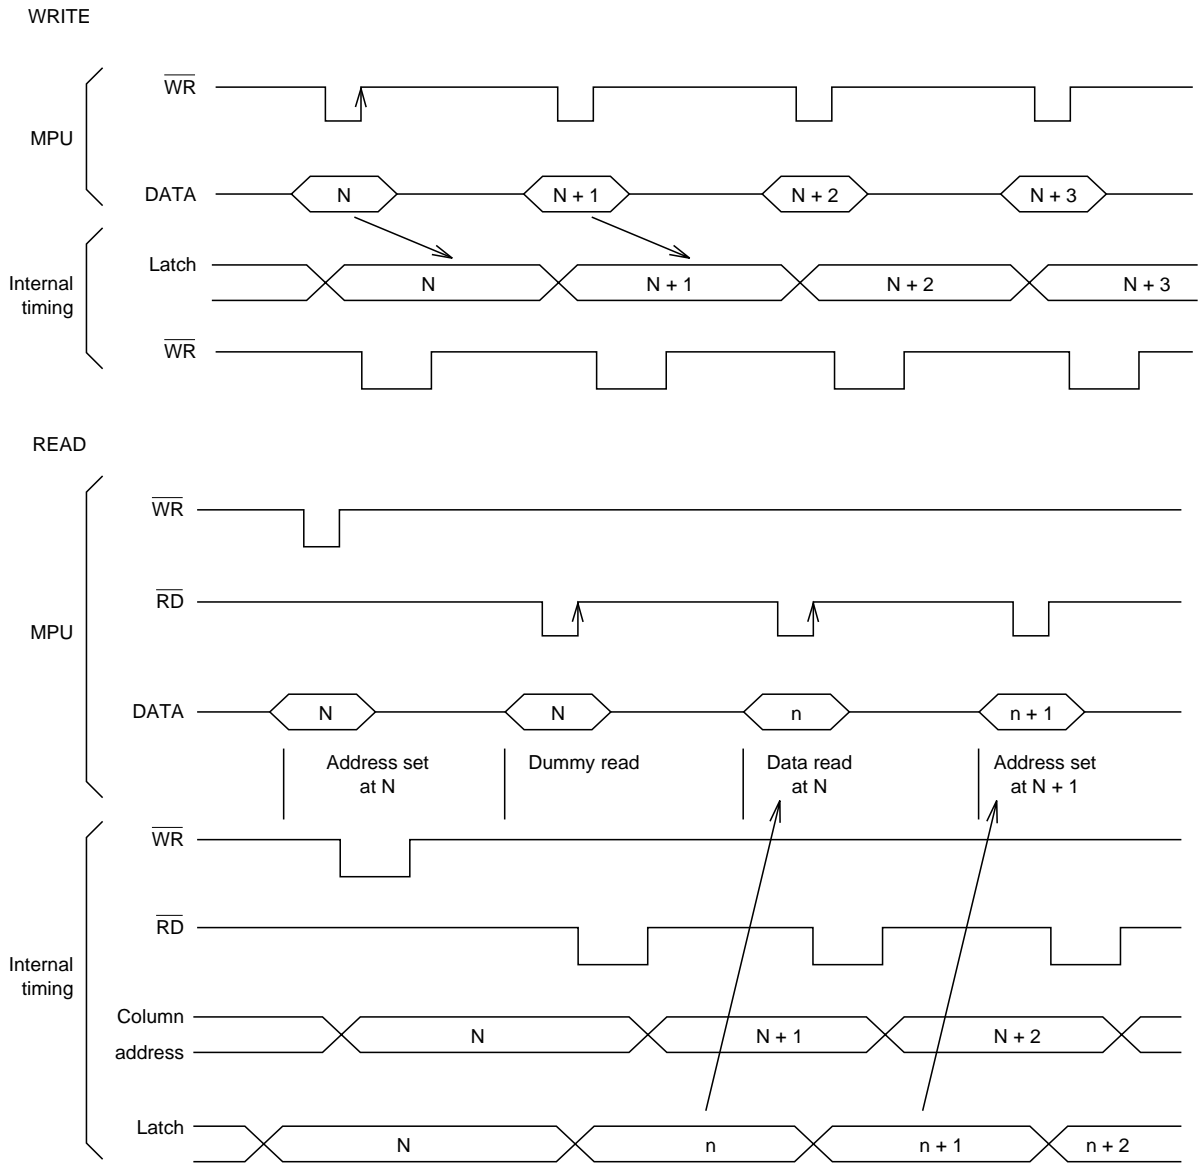 WRITE
WR
MPU
DATA N N + 1 N + 2 N + 3
Latch
Internal
timing
N N + 1 N + 2 N + 3
WR
READ
WR
RD
MPU
DATA N N n n + 1
Address set Dummy read Data read Address set
at N at N at N + 1
WR
RD
Internal
timing
Column
address
N N + 1 N + 2
Latch
N n n + 1 n + 2